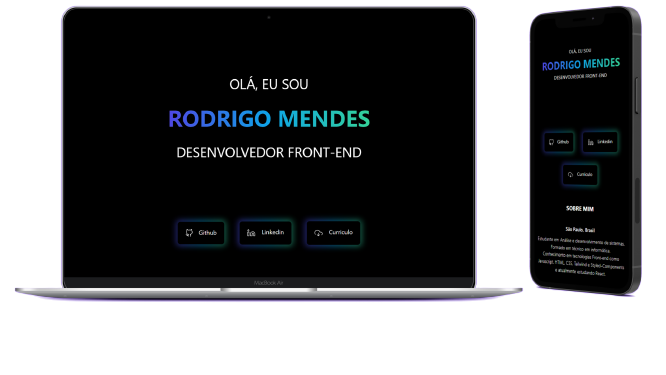 OLÁ, EU SOU
RODRIGO MENDES
DESENVOLVEDOR FRONT-END
Github
Linkedin
Curriculo
MacBook Air
OLÁ, EU SOU
RODRIGO MENDES
DESENVOLVEDOR FRONT-END
Github
Linkedin
Curriculo
SOBRE MIM
São Paulo, Brasil
Estudante em Análise e desenvolvimento de sistemas,
formado em técnico em informática.
Conhecimento em tecnologias Front-end como
Javascript, HTML, CSS, Tailwind e Styled-Components
e atualmente estudando React.